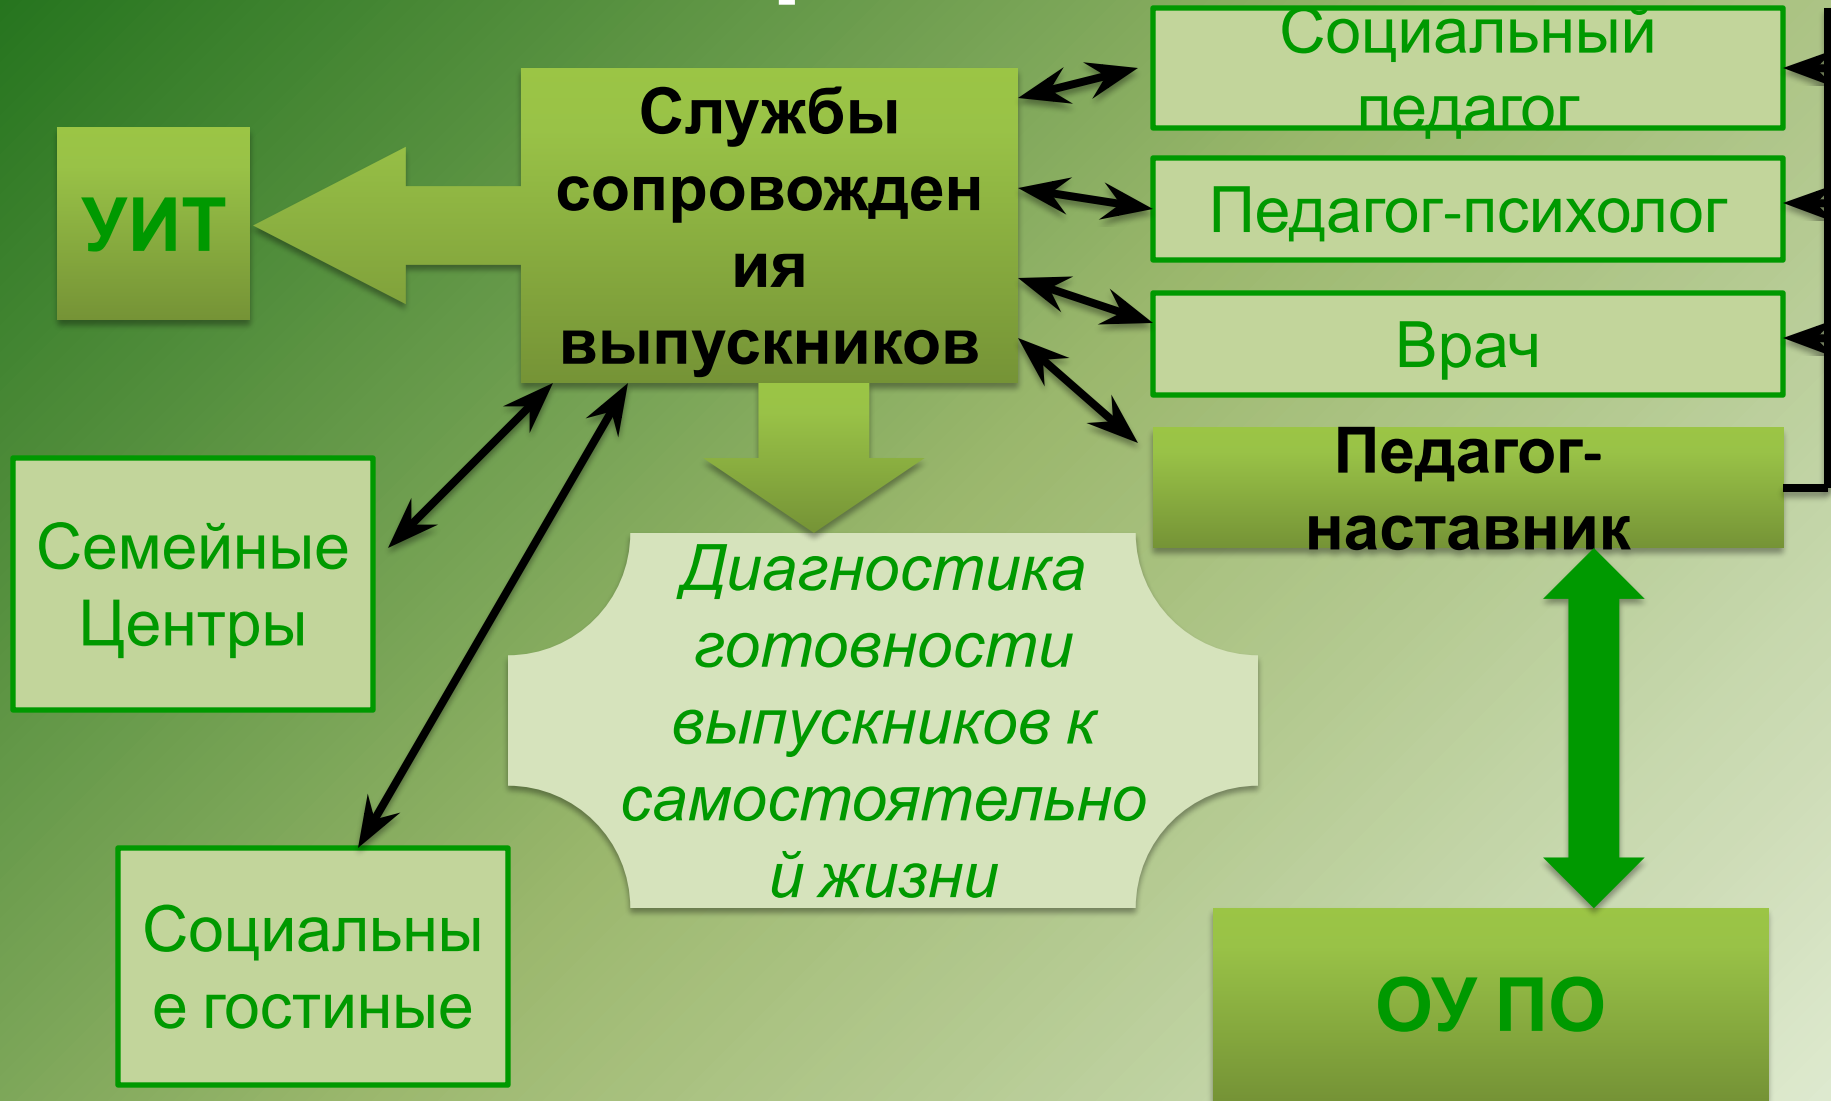 Социальный
педагог
Службы
сопровожден
ия
выпускников
УИТ
Педагог-психолог
Врач
Педагог-
наставник
Семейные
Центры
Диагностика
готовности
выпускников к
самостоятельно
й жизни
Социальны
е гостиные
ОУ ПО